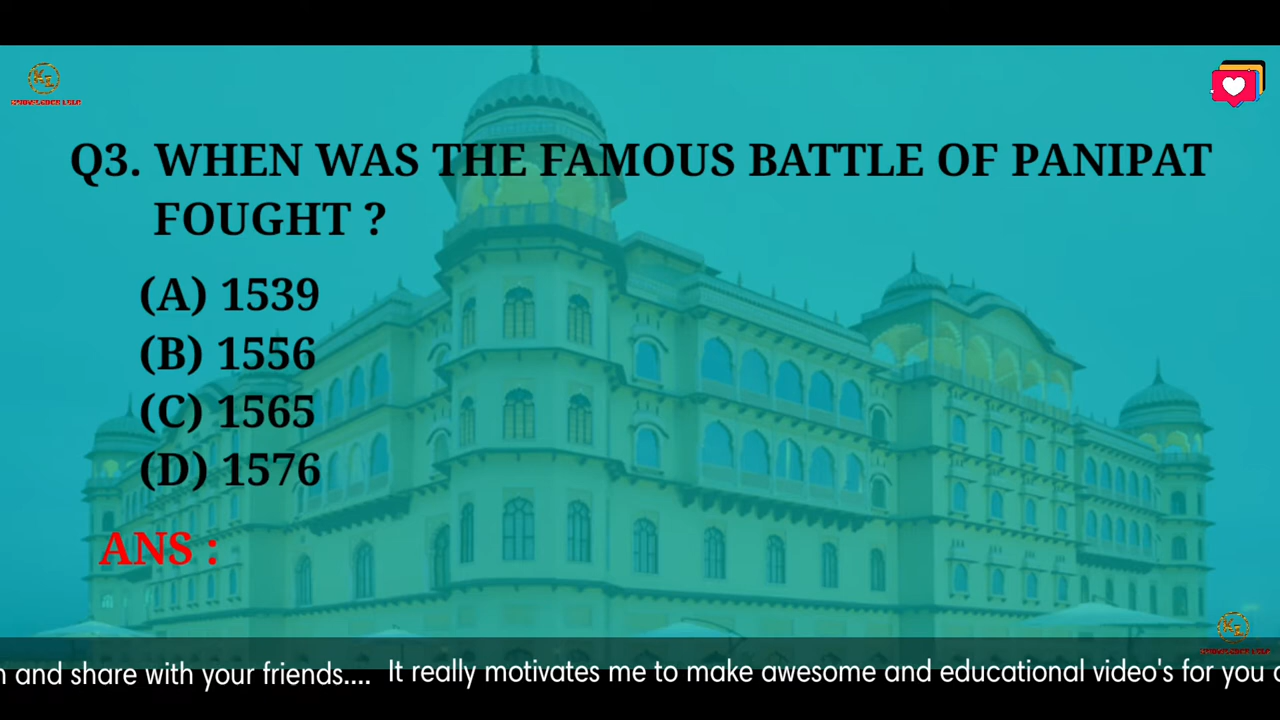 Q3. WHEN WAS THE FAMOUS BATTLE OF PANIPAT
FOUGHT ?
(A) 1539
(B) 1556
(C) 1565
(D) 1576
ANS :
and share with your friends.... It really motivates me to make awesome and educational video's for you